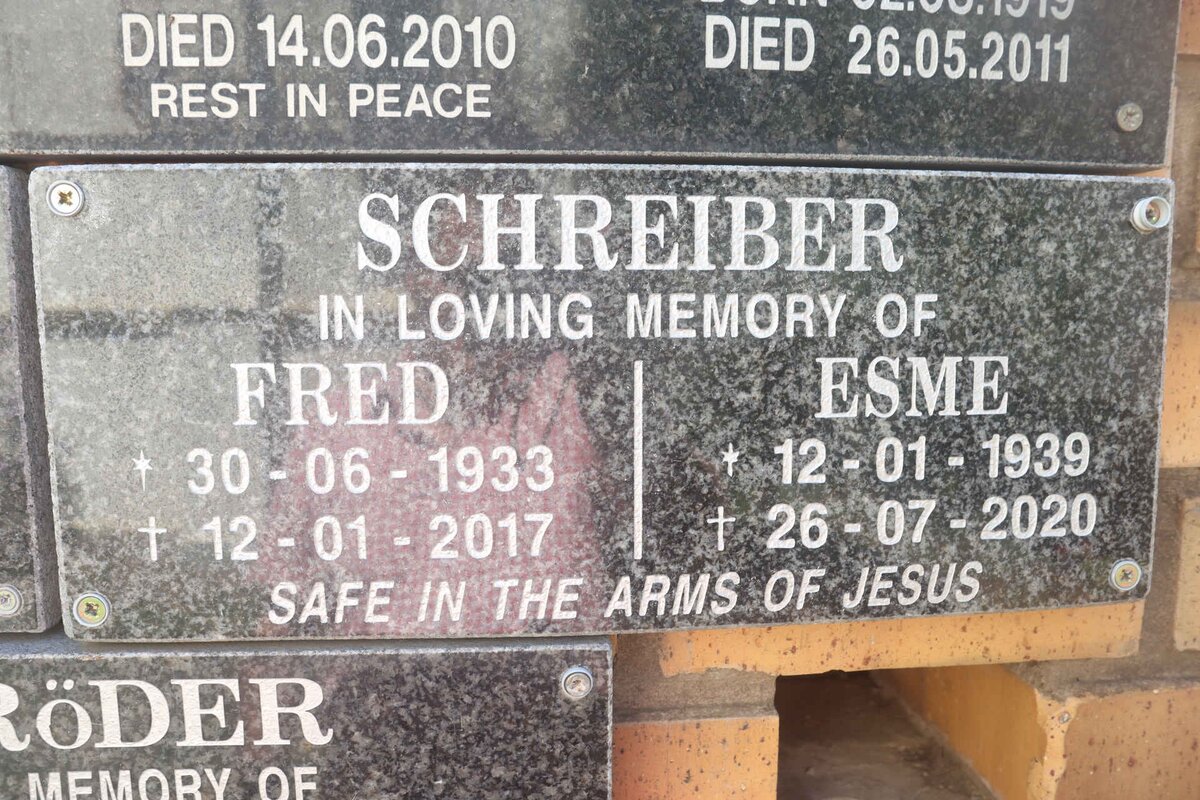 DIED 14.06.2010
REST IN PEACE
DIED 26.05.2011
SCHREIBER
IN LOVING MEMORY OF
FRED
* 30 - 06 - 1933
† 12 - 01 - 2017
ESME
* 12 - 01 - 1939
† 26 - 07 - 2020
SAFE IN THE ARMS OF JESUS
RöDER
MEMORY OF